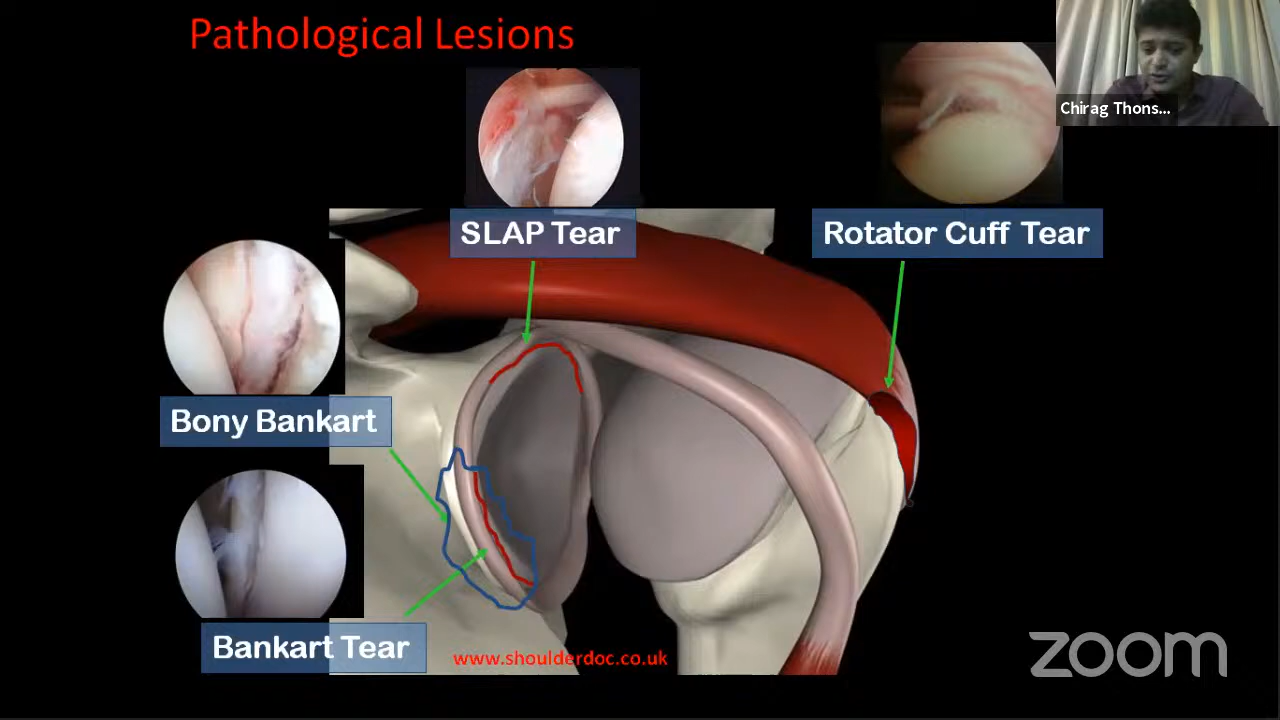 Pathological Lesions
Chirag Thons...
SLAP Tear
Rotator Cuff Tear
Bony Bankart
Bankart Tear
www.shoulderdoc.co.uk
zoom